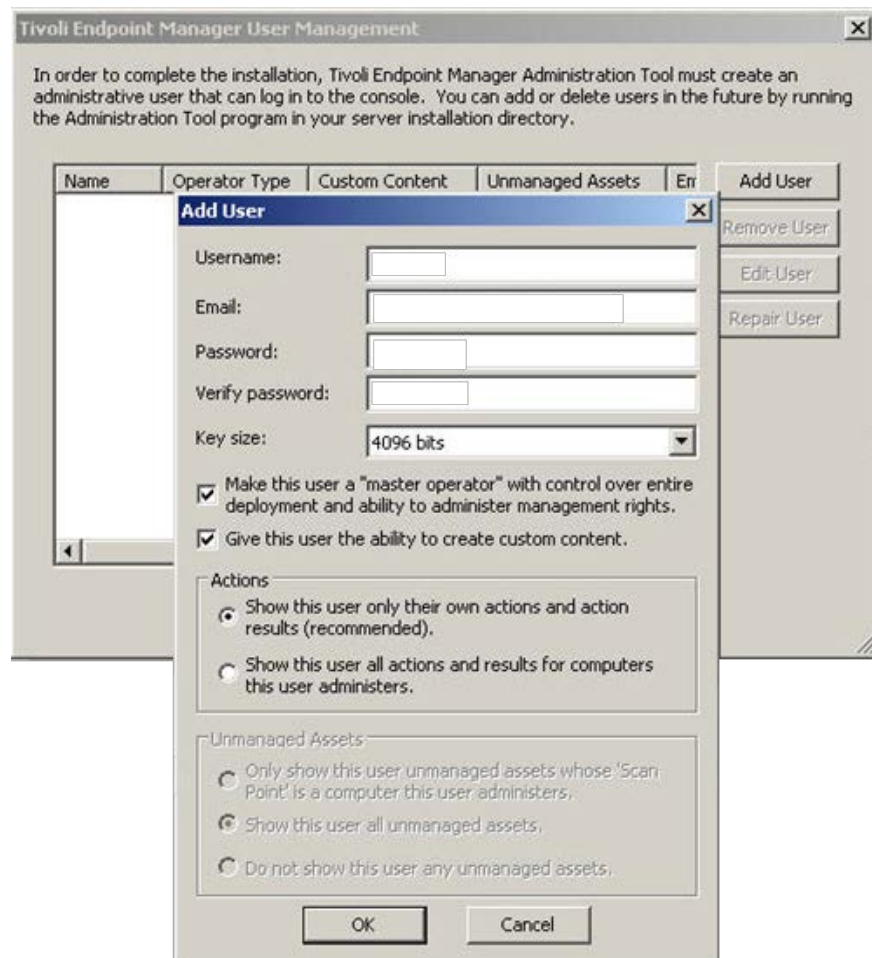 Tivoli Endpoint Manager User Management
In order to complete the installation, Tivoli Endpoint Manager Administration Tool must create an
administrative user that can log in to the console.  You can add or delete users in the future by running
the Administration Tool program in your server installation directory.
Name Operator Type Custom Content Unmanaged Assets Em
Add User
Remove User
Edit User
Repair User
Add User
Username:
Email:
Password:
Verify password:
Key size: 4096 bits
Make this user a "master operator" with control over entire
deployment and ability to administer management rights.
Give this user the ability to create custom content.
Actions
Show this user only their own actions and action
results (recommended).
Show this user all actions and results for computers
this user administers.
Unmanaged Assets
Only show this user unmanaged assets whose 'Scan
Point' is a computer this user administers.
Show this user all unmanaged assets.
Do not show this user any unmanaged assets.
OK Cancel